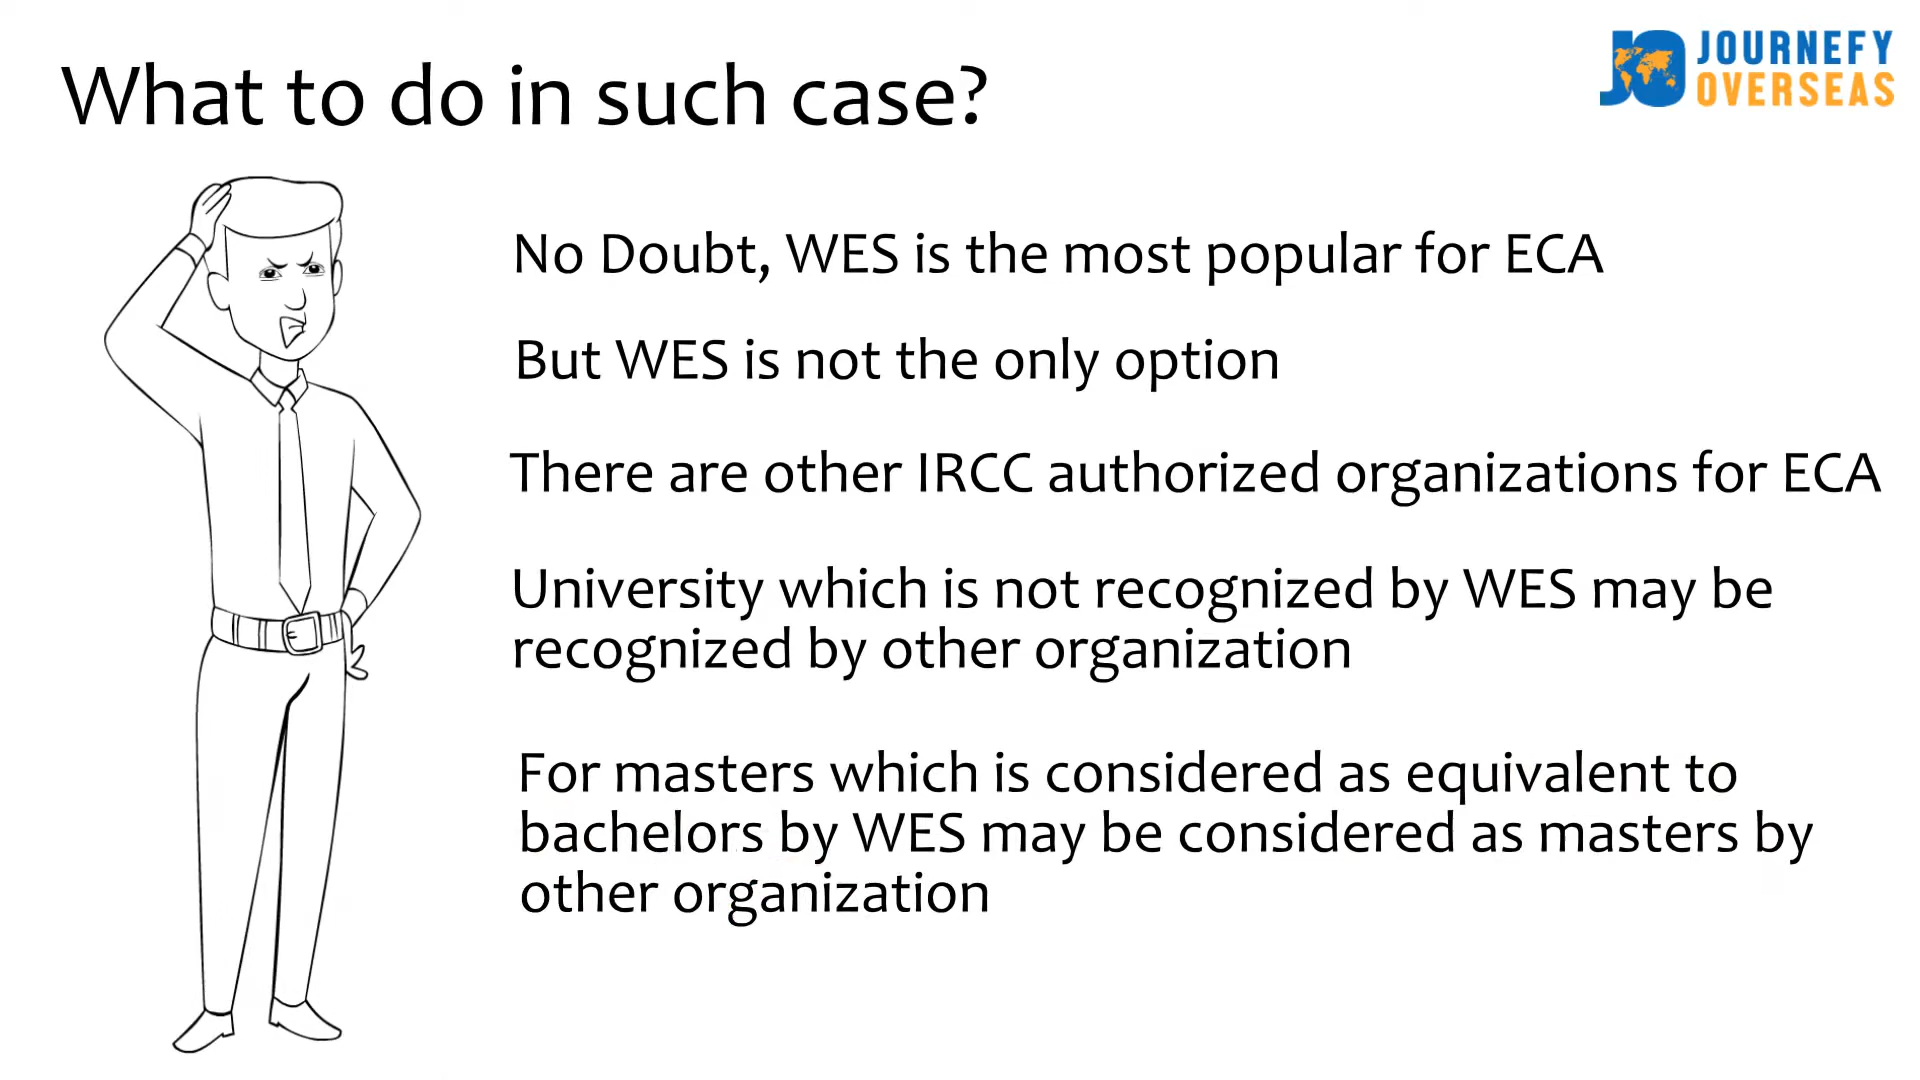 What to do in such case?
JOURNEFY
OVERSEAS
No Doubt, WES is the most popular for ECA
But WES is not the only option
There are other IRCC authorized organizations for ECA
University which is not recognized by WES may be
recognized by other organization
For masters which is considered as equivalent to
bachelors by WES may be considered as masters by
other organization